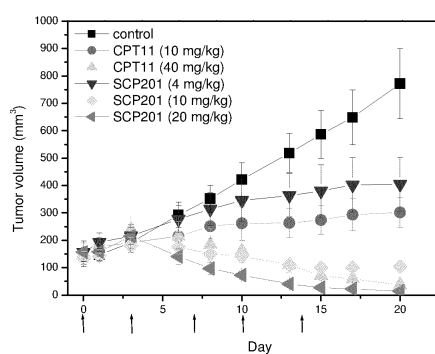 1000
900
800
700
600
500
400
300
200
100
0
Tumor volume (mm³)
control
CPT11 (10 mg/kg)
CPT11 (40 mg/kg)
SCP201 (4 mg/kg)
SCP201 (10 mg/kg)
SCP201 (20 mg/kg)
0 5 10 15 20
Day